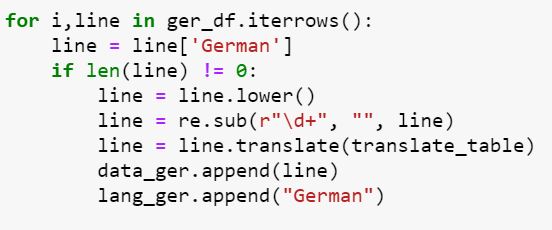 for i,line in ger_df.iterrows():
    line = line['German']
    if len(line) != 0:
        line = line.lower()
        line = re.sub(r"\d+", "", line)
        line = line.translate(translate_table)
        data_ger.append(line)
        lang_ger.append("German")